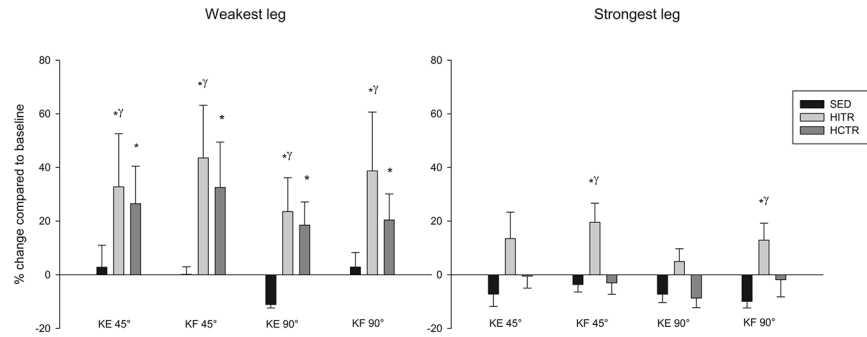 Weakest leg
Strongest leg
% change compared to baseline
80
60
40
20
0
-20
*γ
*
*γ
*
*γ
*
*γ
*
KE 45°
KF 45°
KE 90°
KF 90°
80
60
40
20
0
-20
*γ
*γ
KE 45°
KF 45°
KE 90°
KF 90°
SED
HITR
HCTR